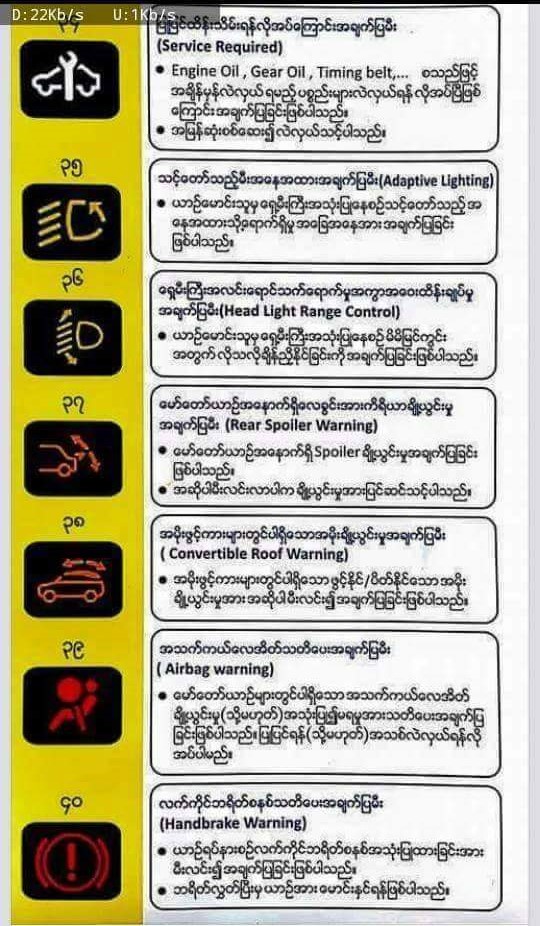 D:22Kb/s U:1Kb/s
ပြုပြင်ထိန်းသိမ်းရန်လိုအပ်ကြောင်းအချက်ပြမီး
(Service Required)
• Engine Oil , Gear Oil , Timing belt,... စသည်ဖြင့်
အချိန်မှန်လဲလှယ်ရမည့်ပစ္စည်းများလဲလှယ်ရန် လိုအပ်ပြီဖြစ်
ကြောင်းအချက်ပြခြင်းဖြစ်ပါသည်။
• အမြန်ဆုံးစစ်ဆေး၍လဲလှယ်သင့်ပါသည်။
၃၅
သင့်တော်သည့်မီးအနေအထားအချက်ပြမီး(Adaptive Lighting)
• ယာဉ်မောင်းသူမှ ရှေ့မီးကြီးအသုံးပြုနေစဉ်သင့်တော်သည့်အ
နေအထားသို့ရောက်ရှိမှုအခြေအနေအား အချက်ပြခြင်း
ဖြစ်ပါသည်။
၃၆
ရှေ့မီးကြီးအလင်းရောင်သက်ရောက်မှုအကွာအဝေးထိန်းချုပ်မှု
အချက်ပြမီး(Head Light Range Control)
• ယာဉ်မောင်းသူမှ ရှေ့မီးကြီးအသုံးပြုနေစဉ်မိမိမြင်ကွင်း
အတွက် လိုသလိုချိန်ညှိနိုင်ခြင်းကိုအချက်ပြခြင်းဖြစ်ပါသည်။
၃၇
မော်တော်ယာဉ်အနောက်ရှိလေခွင်းအားကိရိယာချို့ယွင်းမှု
အချက်ပြမီး (Rear Spoiler Warning)
• မော်တော်ယာဉ်အနောက်ရှိ Spoiler ချို့ယွင်းမှုအချက်ပြခြင်း
ဖြစ်ပါသည်။
• အဆိုပါမီးလင်းလာပါက ချို့ယွင်းမှုအားပြင်ဆင်သင့်ပါသည်။
၃၈
အမိုးဖွင့်ကားများတွင်ပါရှိသောအမိုးချို့ယွင်းမှုအချက်ပြမီး
( Convertible Roof Warning)
• အမိုးဖွင့်ကားများတွင်ပါရှိသော ဖွင့်နိုင်/ပိတ်နိုင်သော အမိုး
ချို့ယွင်းမှုအား အဆိုပါမီးလင်း၍ အချက်ပြခြင်းဖြစ်ပါသည်။
၃၉
အသက်ကယ်လေအိတ်သတိပေးအချက်ပြမီး
( Airbag warning)
• မော်တော်ယာဉ်များတွင်ပါရှိသော အသက်ကယ်လေအိတ်
ချို့ယွင်းမှု(သို့မဟုတ်)အသုံးပြု၍မရမှုအားသတိပေးအချက်ပြ
ခြင်းဖြစ်ပါသည်။ပြုပြင်ရန်(သို့မဟုတ်)အသစ်လဲလှယ်ရန်လို
အပ်ပါမည်။
၄၀
လက်ကိုင်ဘရိတ်စနစ်သတိပေးအချက်ပြမီး
(Handbrake Warning)
• ယာဉ်ရပ်နားစဉ်လက်ကိုင်ဘရိတ်စနစ်အသုံးပြုထားခြင်းအား
မီးလင်း၍အချက်ပြခြင်းဖြစ်ပါသည်။
• ဘရိတ်လွှတ်ပြီးမှ ယာဉ်အား မောင်းနှင်ရန်ဖြစ်ပါသည်။